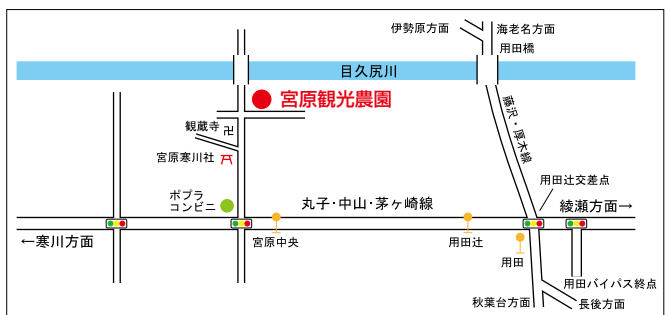 伊勢原方面
海老名方面
用田橋
目久尻川
宮原観光農園
藤沢・厚木線
観蔵寺
卍
宮原寒川社
ポプラ
コンビニ
丸子・中山・茅ヶ崎線
用田辻交差点
綾瀬方面→
←寒川方面
宮原中央
用田辻
用田
用田バイパス終点
秋葉台方面
長後方面